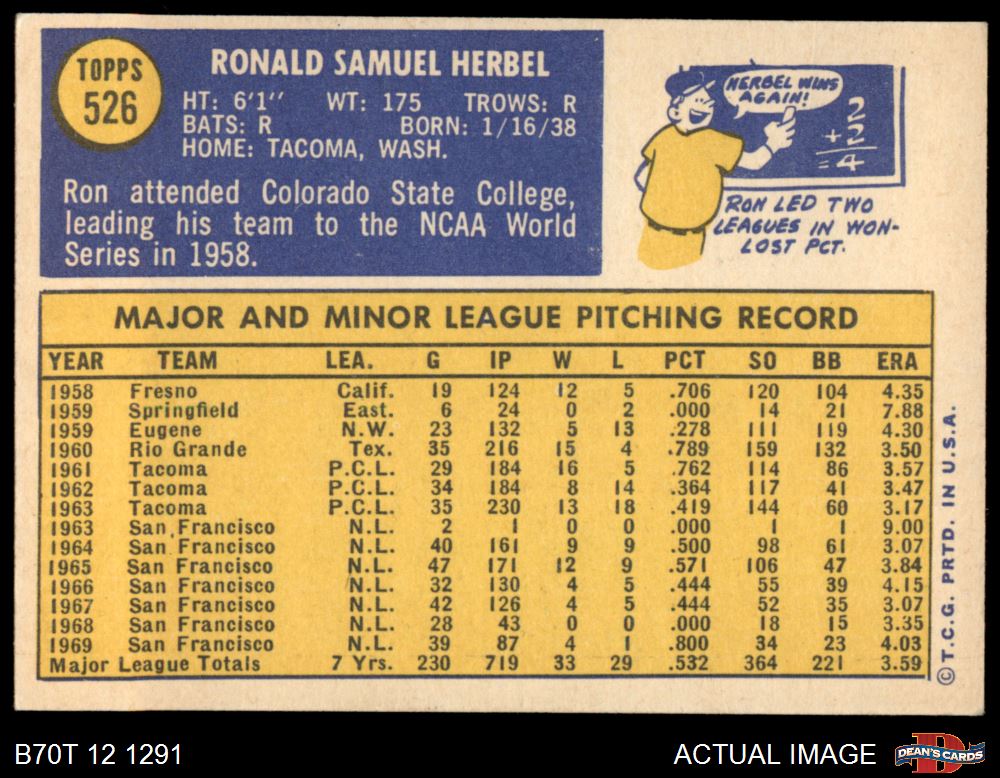 TOPPS
526
RONALD SAMUEL HERBEL
HT: 6'1" WT: 175 TROWS: R
BATS: R BORN: 1/16/38
HOME: TACOMA, WASH.
Ron attended Colorado State College,
leading his team to the NCAA World
Series in 1958.
HERBEL WINS
AGAIN!
2
+2
=4
RON LED TWO
LEAGUES IN WON-
LOST PCT.
MAJOR AND MINOR LEAGUE PITCHING RECORD
YEAR TEAM LEA. G IP W L PCT SO BB ERA
1958 Fresno Calif. 19 124 12 5 .706 120 104 4.35
1959 Springfield East. 6 24 0 2 .000 14 21 7.88
1959 Eugene N.W. 23 132 5 13 .278 111 119 4.30
1960 Rio Grande Tex. 35 216 15 4 .789 159 132 3.50
1961 Tacoma P.C.L. 29 184 16 5 .762 114 86 3.57
1962 Tacoma P.C.L. 34 184 8 14 .364 117 41 3.47
1963 Tacoma P.C.L. 35 230 13 18 .419 144 60 3.17
1963 San Francisco N.L. 2 1 0 0 .000 1 1 9.00
1964 San Francisco N.L. 40 161 9 9 .500 98 61 3.07
1965 San Francisco N.L. 47 171 12 9 .571 106 47 3.84
1966 San Francisco N.L. 32 130 4 5 .444 55 39 4.15
1967 San Francisco N.L. 42 126 4 5 .444 52 35 3.07
1968 San Francisco N.L. 28 43 0 0 .000 18 15 3.35
1969 San Francisco N.L. 39 87 4 1 .800 34 23 4.03
Major League Totals 7 Yrs. 230 719 33 29 .532 364 221 3.59
© T.C.G. PRTD. IN U.S.A.
B70T 12 1291
ACTUAL IMAGE
DEAN'S CARDS